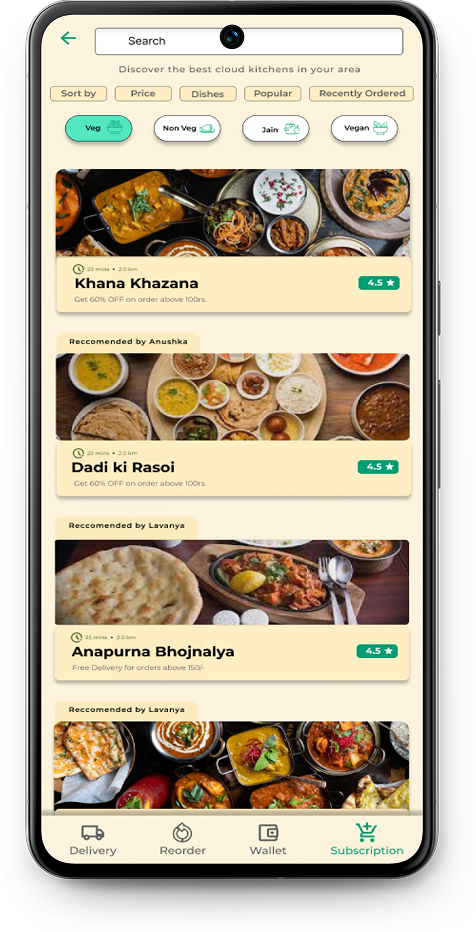 Search
Discover the best cloud kitchens in your area
Sort by Price Dishes Popular Recently Ordered
Veg Non Veg Jain Vegan
25 mins • 2.0 km
Khana Khazana 4.5 ★
Get 60% OFF on order above 100rs.
Reccomended by Anushka
25 mins • 2.0 km
Dadi ki Rasoi 4.5 ★
Get 60% OFF on order above 100rs.
Reccomended by Lavanya
25 mins • 2.0 km
Anapurna Bhojnalya 4.5 ★
Free Delivery for orders above 150/-
Reccomended by Lavanya
Delivery Reorder Wallet Subscription